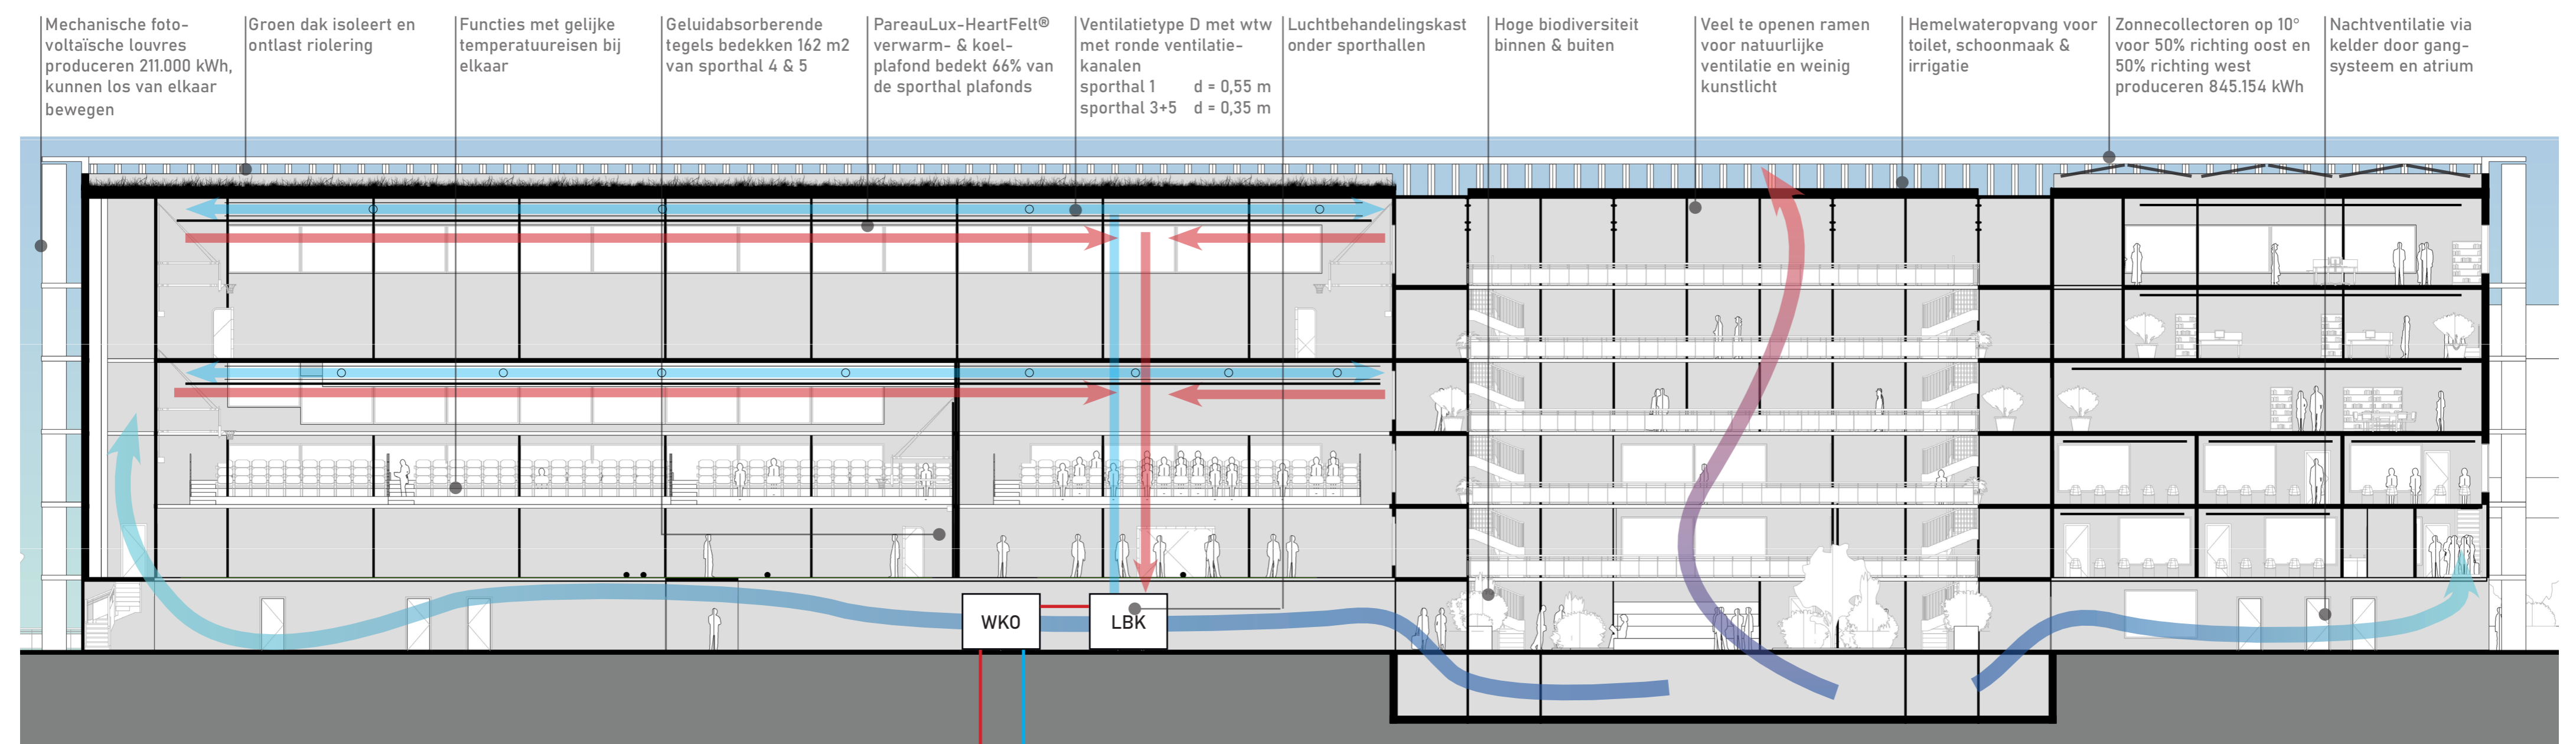 Mechanische foto-
voltaïsche louvres
produceren 211.000 kWh,
kunnen los van elkaar
bewegen
Groen dak isoleert en
ontlast riolering
Functies met gelijke
temperatuureisen bij
elkaar
Geluidabsorberende
tegels bedekken 162 m2
van sporthal 4 & 5
PareauLux-HeartFelt®
verwarm- & koel-
plafond bedekt 66% van
de sporthal plafonds
Ventilatietype D met wtw
met ronde ventilatie-
kanalen
sporthal 1 d = 0,55 m
sporthal 3+5 d = 0,35 m
Luchtbehandelingskast
onder sporthallen
Hoge biodiversiteit
binnen & buiten
Veel te openen ramen
voor natuurlijke
ventilatie en weinig
kunstlicht
Hemelwateropvang voor
toilet, schoonmaak &
irrigatie
Zonnecollectoren op 10°
voor 50% richting oost en
50% richting west
produceren 845.154 kWh
Nachtventilatie via
kelder door gang-
systeem en atrium
WKO
LBK